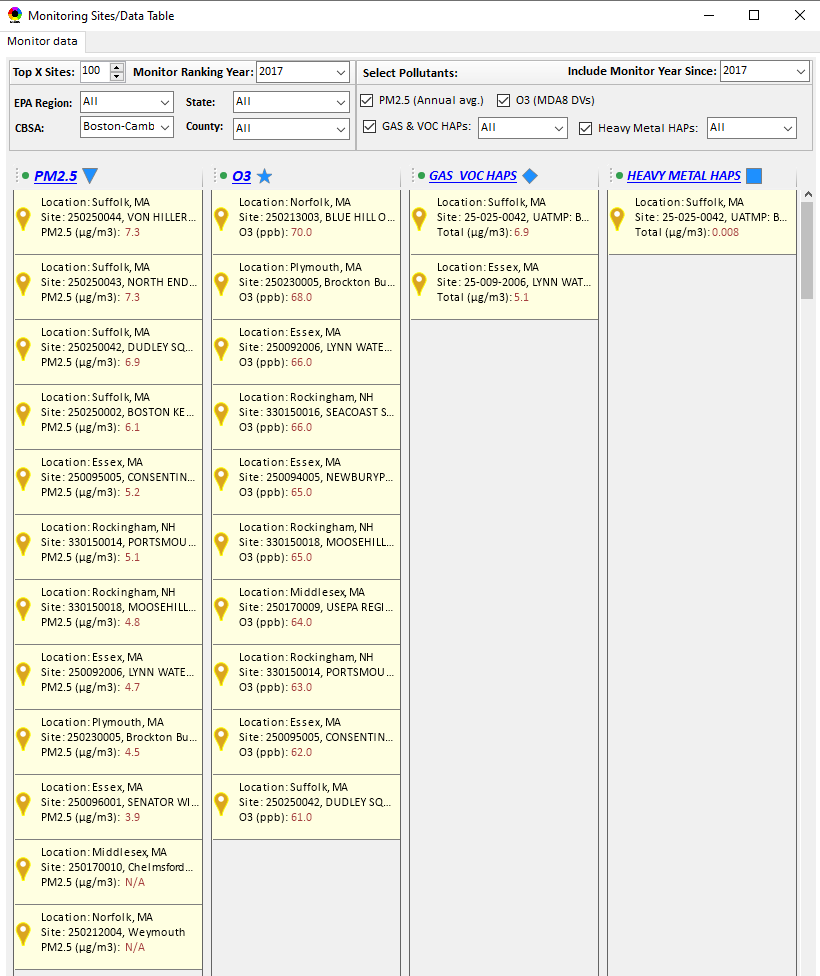 Monitoring Sites/Data Table
Monitor data
Top X Sites: 100 Monitor Ranking Year: 2017
EPA Region: All State: All
CBSA: Boston-Camb County: All
Select Pollutants: Include Monitor Year Since: 2017
PM2.5 (Annual avg.) O3 (MDA8 DVs)
GAS & VOC HAPs: All Heavy Metal HAPs: All
PM2.5
Location: Suffolk, MA
Site: 250250044, VON HILLER...
PM2.5 (µg/m3): 7.3
Location: Suffolk, MA
Site: 250250043, NORTH END...
PM2.5 (µg/m3): 7.3
Location: Suffolk, MA
Site: 250250042, DUDLEY SQ...
PM2.5 (µg/m3): 6.9
Location: Suffolk, MA
Site: 250250002, BOSTON KE...
PM2.5 (µg/m3): 6.1
Location: Essex, MA
Site: 250095005, CONSENTIN...
PM2.5 (µg/m3): 5.2
Location: Rockingham, NH
Site: 330150014, PORTSMOU...
PM2.5 (µg/m3): 5.1
Location: Rockingham, NH
Site: 330150018, MOOSEHILL...
PM2.5 (µg/m3): 4.8
Location: Essex, MA
Site: 250092006, LYNN WATE...
PM2.5 (µg/m3): 4.7
Location: Plymouth, MA
Site: 250230005, Brockton Bu...
PM2.5 (µg/m3): 4.5
Location: Essex, MA
Site: 250096001, SENATOR WI...
PM2.5 (µg/m3): 3.9
Location: Middlesex, MA
Site: 250170010, Chelmsford...
PM2.5 (µg/m3): N/A
Location: Norfolk, MA
Site: 250212004, Weymouth
PM2.5 (µg/m3): N/A
O3
Location: Norfolk, MA
Site: 250213003, BLUE HILL O...
O3 (ppb): 70.0
Location: Plymouth, MA
Site: 250230005, Brockton Bu...
O3 (ppb): 68.0
Location: Essex, MA
Site: 250092006, LYNN WATE...
O3 (ppb): 66.0
Location: Rockingham, NH
Site: 330150016, SEACOAST S...
O3 (ppb): 66.0
Location: Essex, MA
Site: 250094005, NEWBURYP...
O3 (ppb): 65.0
Location: Rockingham, NH
Site: 330150018, MOOSEHILL...
O3 (ppb): 65.0
Location: Middlesex, MA
Site: 250170009, USEPA REGI...
O3 (ppb): 64.0
Location: Rockingham, NH
Site: 330150014, PORTSMOU...
O3 (ppb): 63.0
Location: Essex, MA
Site: 250095005, CONSENTIN...
O3 (ppb): 62.0
Location: Suffolk, MA
Site: 250250042, DUDLEY SQ...
O3 (ppb): 61.0
GAS VOC HAPS
Location: Suffolk, MA
Site: 25-025-0042, UATMP: B...
Total (µg/m3): 6.9
Location: Essex, MA
Site: 25-009-2006, LYNN WAT...
Total (µg/m3): 5.1
HEAVY METAL HAPS
Location: Suffolk, MA
Site: 25-025-0042, UATMP: B...
Total (µg/m3): 0.008